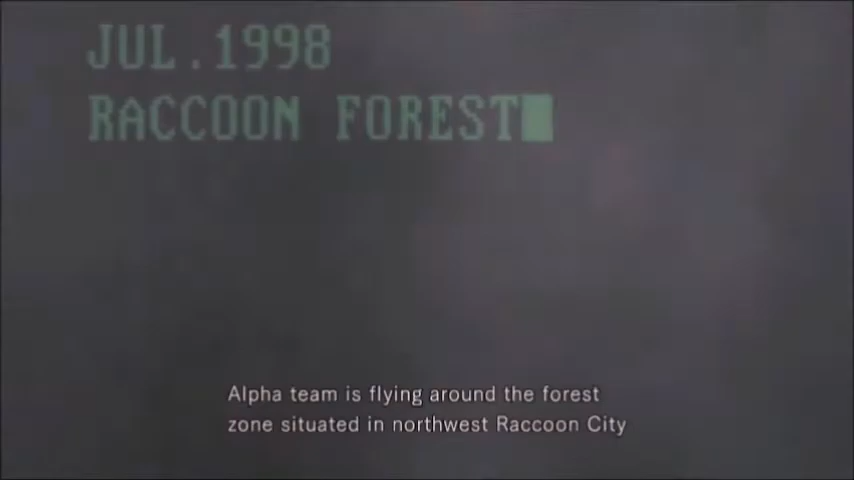 JUL.1998
RACCOON FOREST
Alpha team is flying around the forest
zone situated in northwest Raccoon City